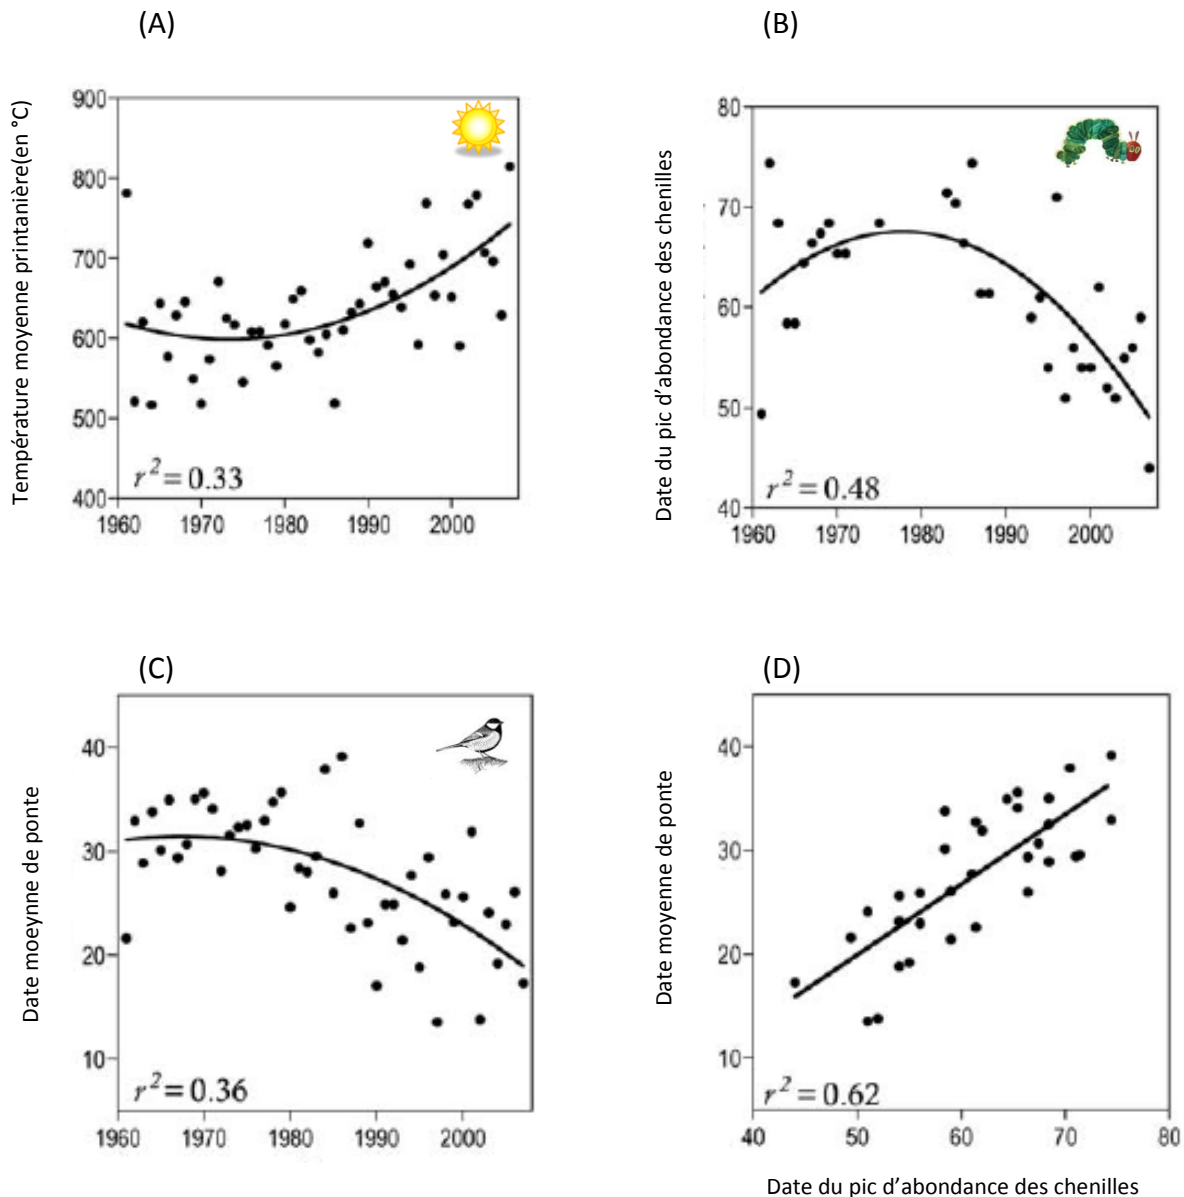 (A)
(B)
Température moyenne printanière(en °C)
900
800
700
600
500
400
r² = 0.33
1960 1970 1980 1990 2000
Date du pic d'abondance des chenilles
80
70
60
50
40
r² = 0.48
1960 1970 1980 1990 2000
(C)
(D)
Date moeynne de ponte
40
30
20
10
r² = 0.36
1960 1970 1980 1990 2000
Date moyenne de ponte
40
30
20
10
r² = 0.62
40 50 60 70 80
Date du pic d'abondance des chenilles